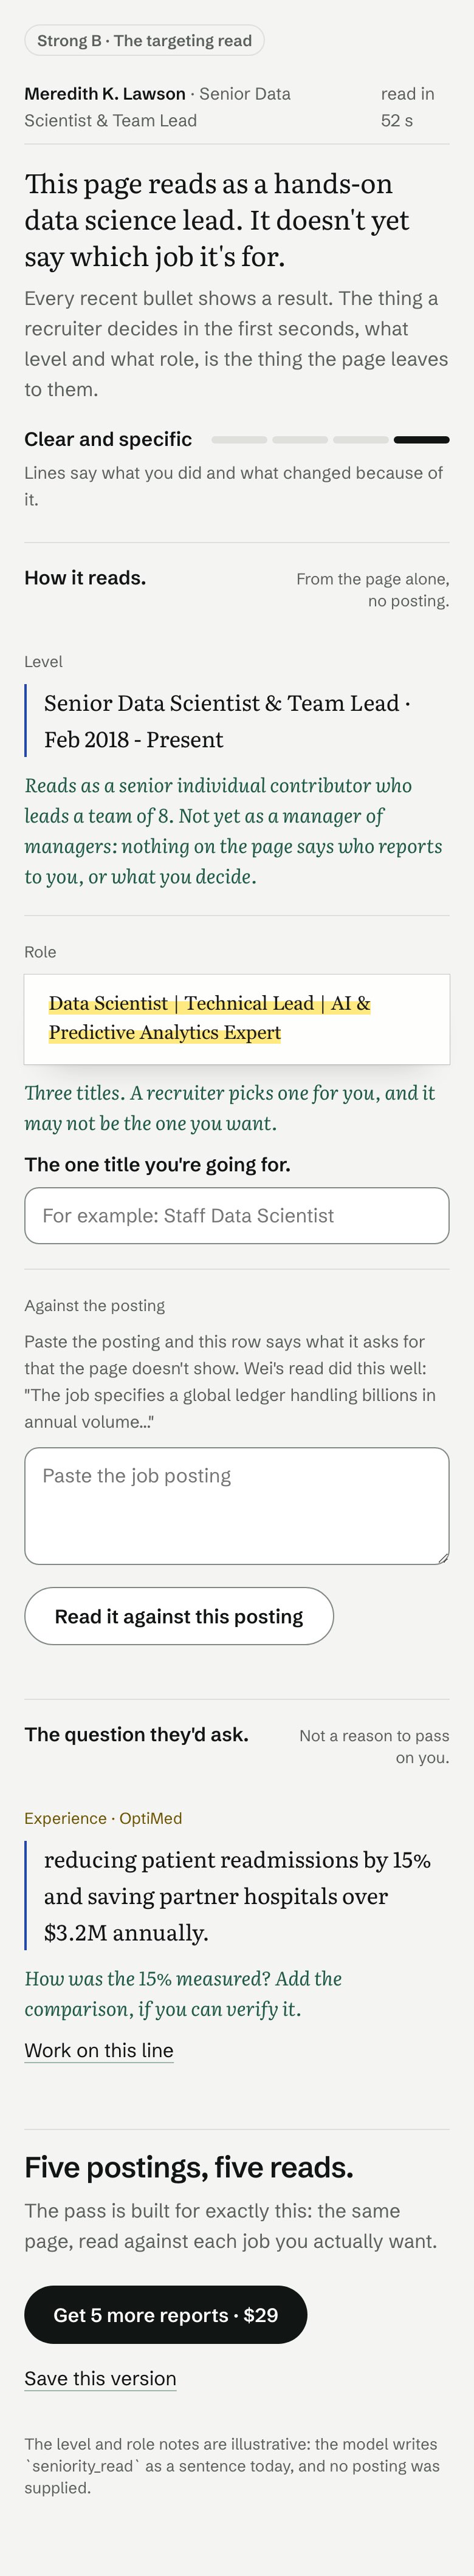 Strong B · The targeting read
Meredith K. Lawson · Senior Data
Scientist & Team Lead
read in
52 s
This page reads as a hands-on
data science lead. It doesn't yet
say which job it's for.
Every recent bullet shows a result. The thing a
recruiter decides in the first seconds, what
level and what role, is the thing the page leaves
to them.
Clear and specific
Lines say what you did and what changed because of
it.
How it reads.
From the page alone,
no posting.
Level
Senior Data Scientist & Team Lead ·
Feb 2018 - Present
Reads as a senior individual contributor who
leads a team of 8. Not yet as a manager of
managers: nothing on the page says who reports
to you, or what you decide.
Role
Data Scientist | Technical Lead | AI &
Predictive Analytics Expert
Three titles. A recruiter picks one for you, and it
may not be the one you want.
The one title you're going for.
For example: Staff Data Scientist
Against the posting
Paste the posting and this row says what it asks for
that the page doesn't show. Wei's read did this well:
"The job specifies a global ledger handling billions in
annual volume…"
Paste the job posting
Read it against this posting
The question they'd ask.
Not a reason to pass
on you.
Experience · OptiMed
reducing patient readmissions by 15%
and saving partner hospitals over
$3.2M annually.
How was the 15% measured? Add the
comparison, if you can verify it.
Work on this line
Five postings, five reads.
The pass is built for exactly this: the same
page, read against each job you actually want.
Get 5 more reports · $29
Save this version
The level and role notes are illustrative: the model writes
`seniority_read` as a sentence today, and no posting was
supplied.